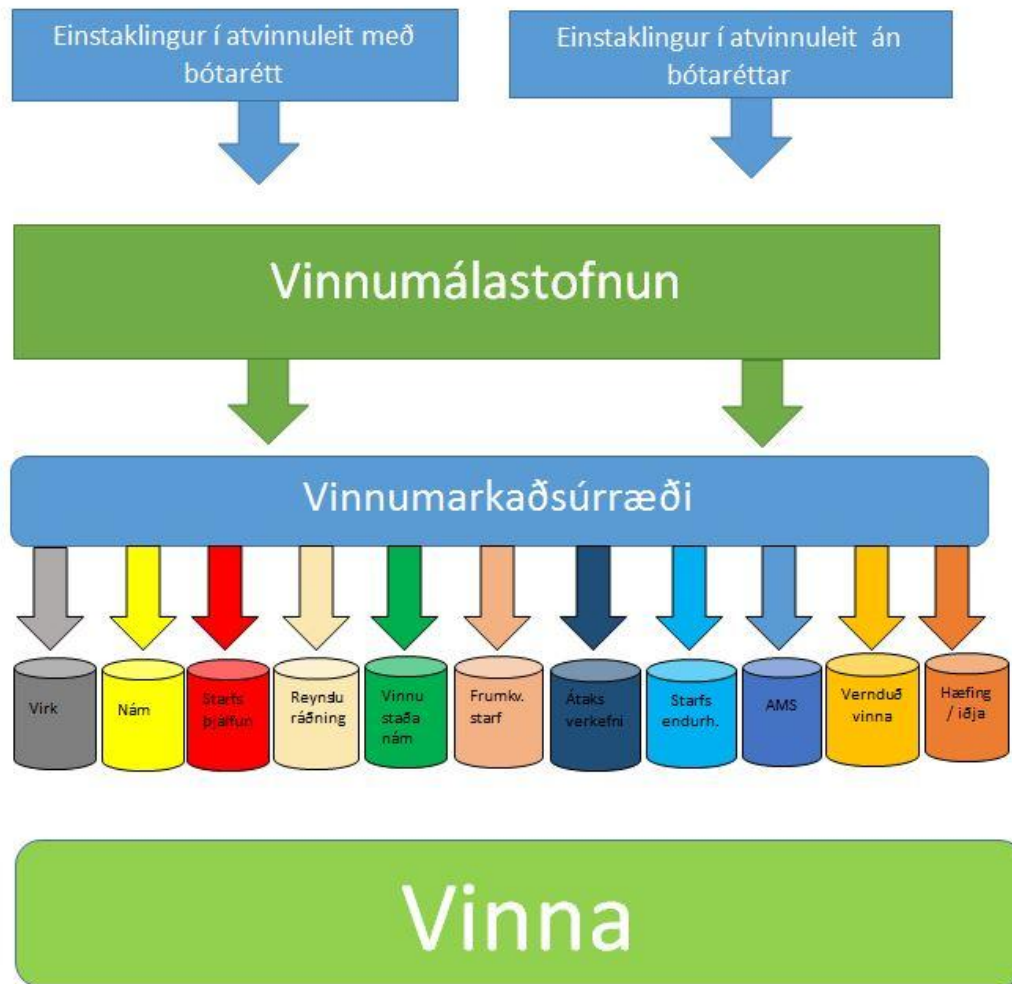 Einstaklingur í atvinnuleit með
bótarétt
Einstaklingur í atvinnuleit án
bótaréttar
Vinnumálastofnun
Vinnumarkaðsúrræði
Virk
Nám
Starfs
þjálfun
Reynslu
ráðning
Vinnu
staða
nám
Frumkv.
starf
Átaks
verkefni
Starfs
endurh.
AMS
Vernduð
vinna
Hæfing
/ iðja
Vinna